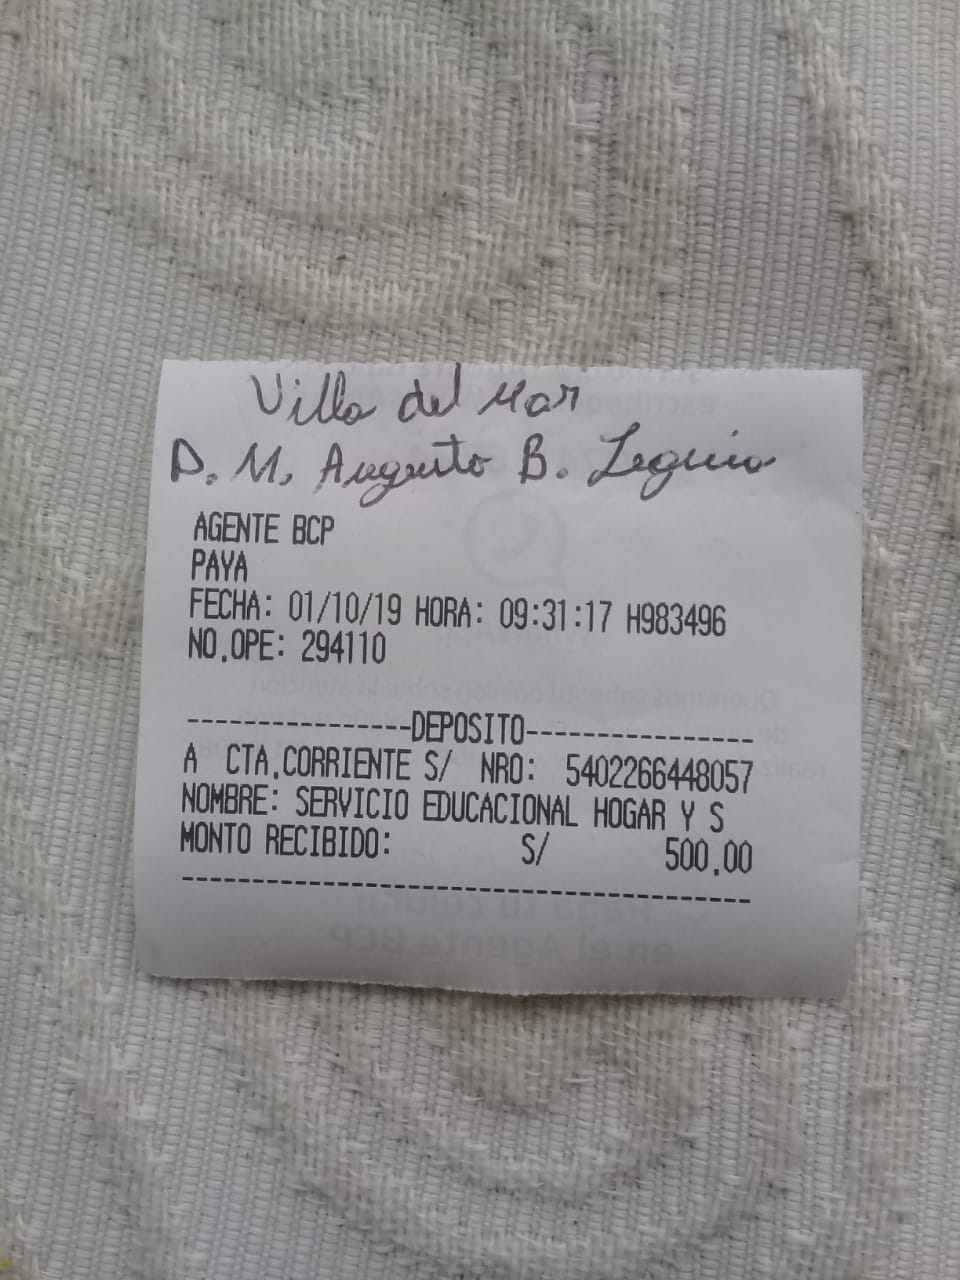 Villa del Mar
D. M. Augusto B. Leguia
AGENTE BCP
PAYA
FECHA: 01/10/19 HORA: 09:31:17 H983496
NO.OPE: 294110
----------------DEPOSITO----------------
A CTA.CORRIENTE S/ NRO: 5402266448057
NOMBRE: SERVICIO EDUCACIONAL HOGAR Y S
MONTO RECIBIDO: S/ 500.00
----------------------------------------